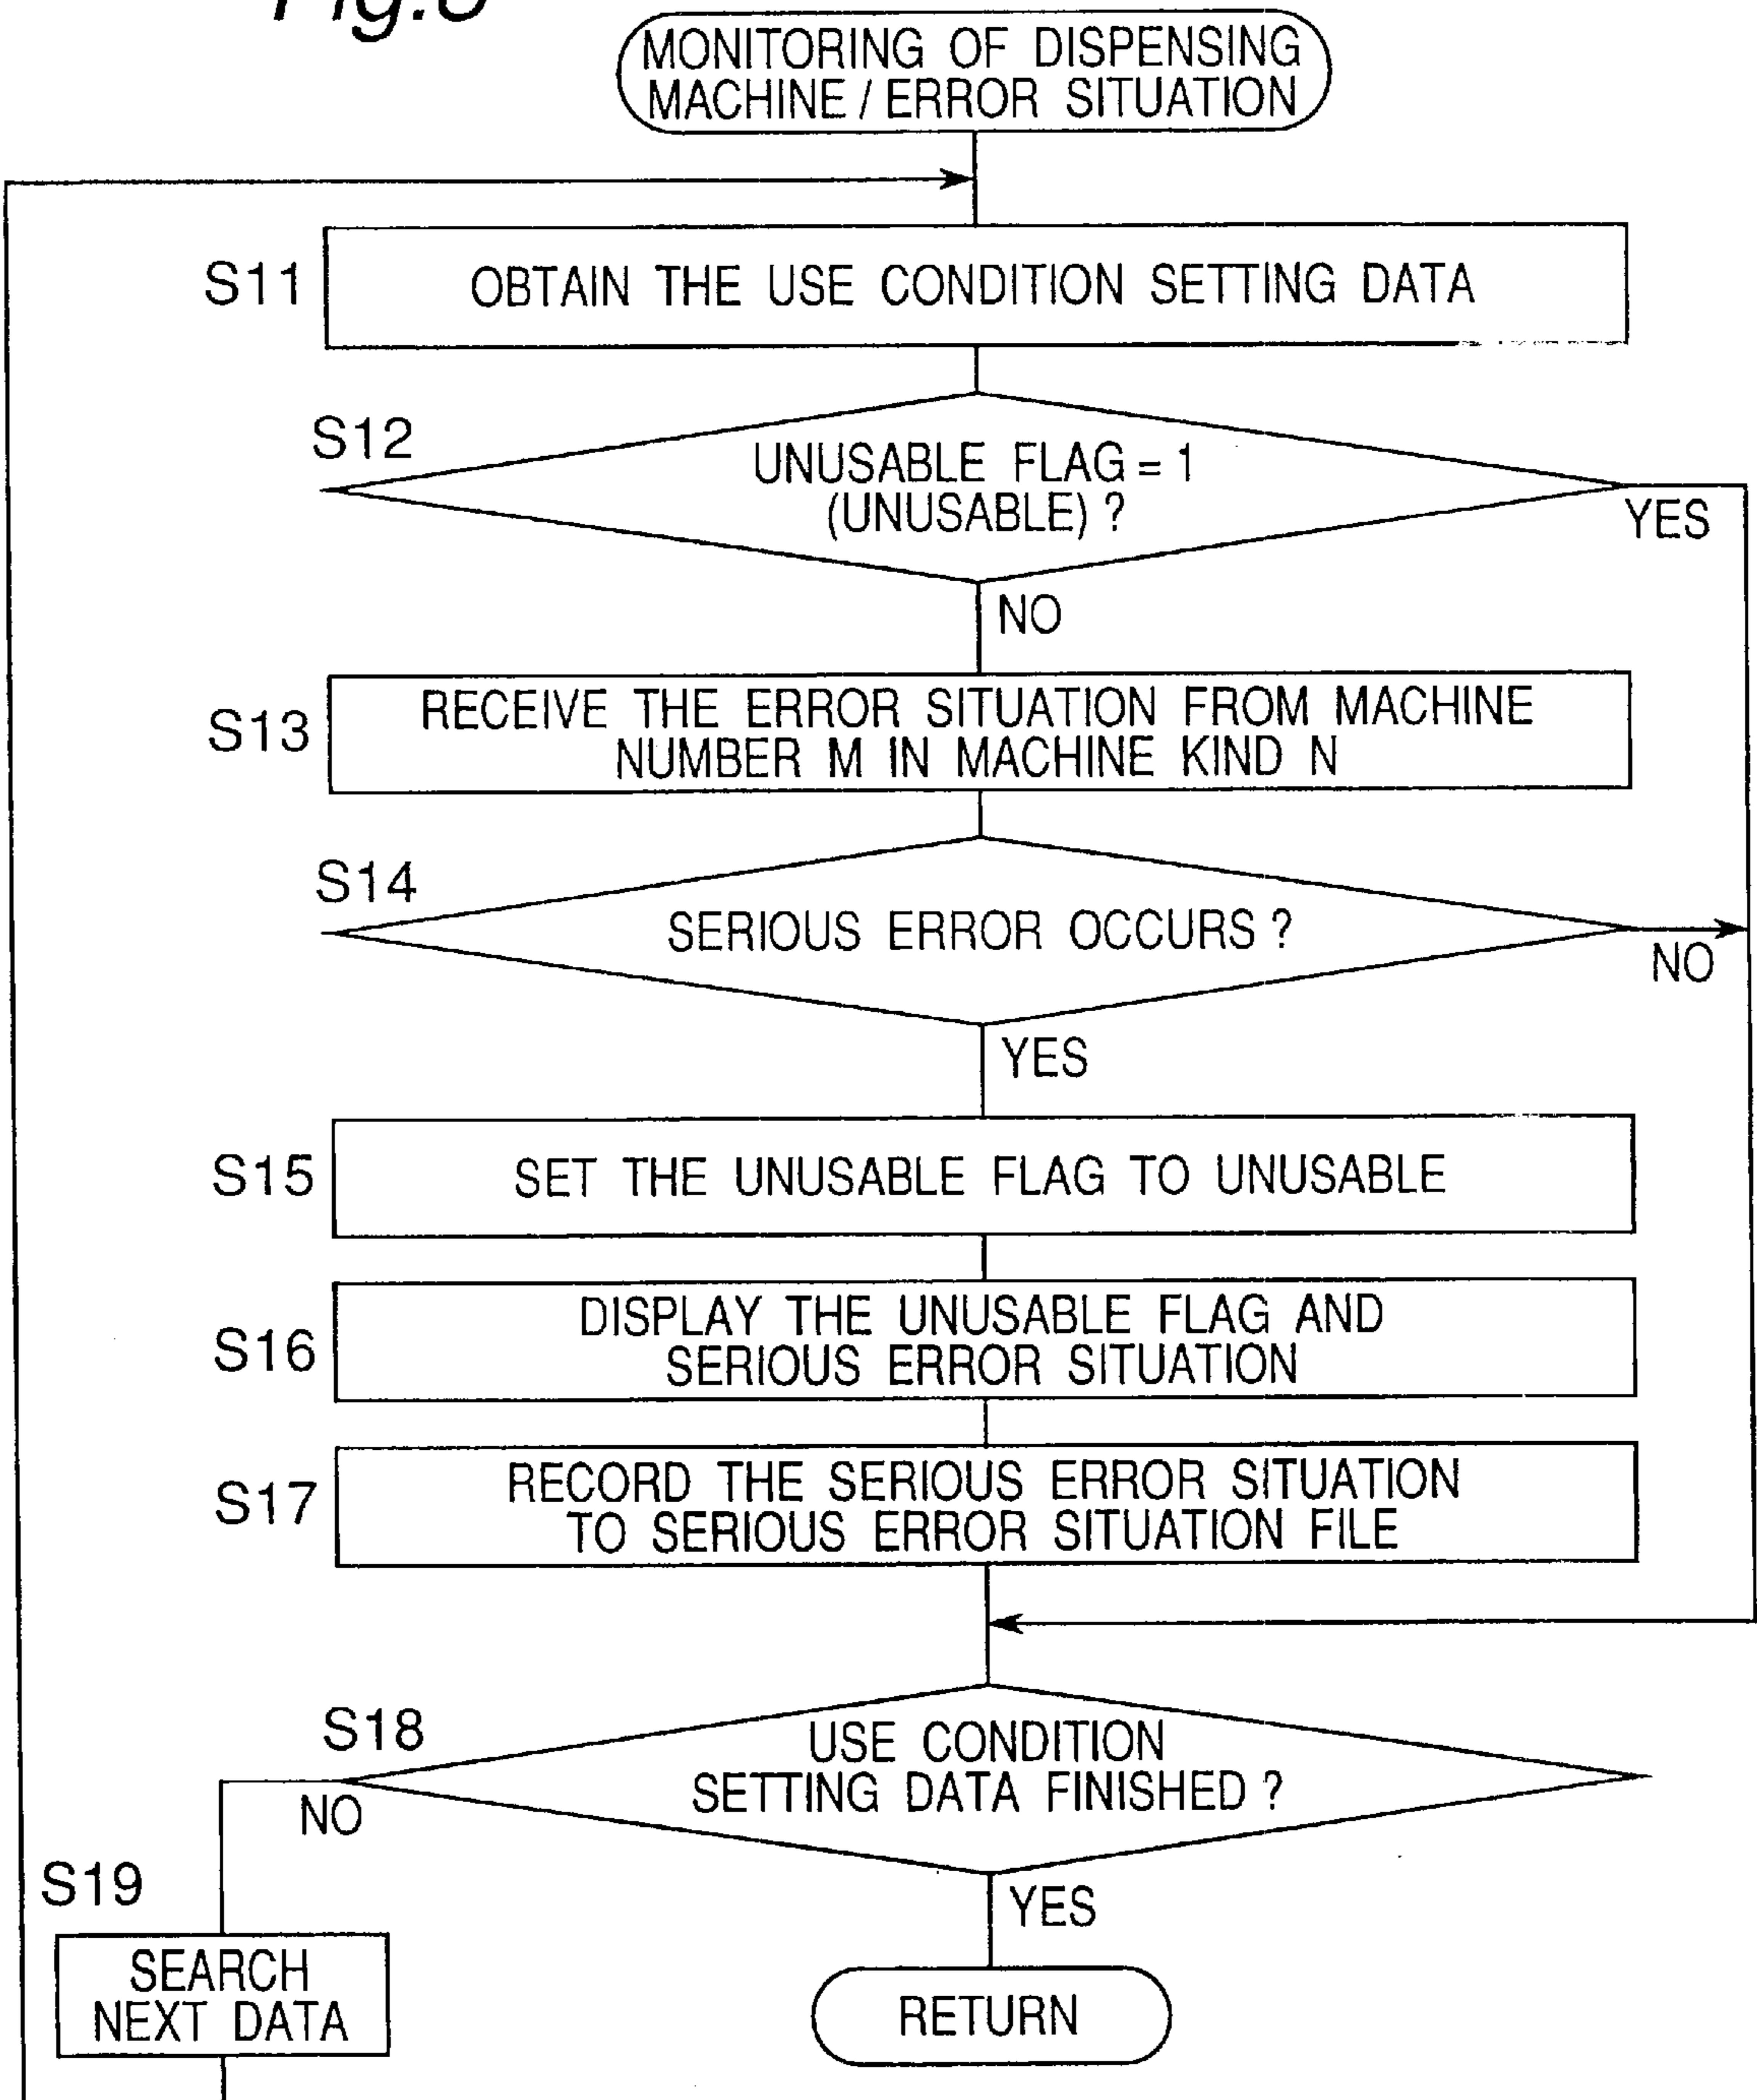 MONITORING OF DISPENSING
MACHINE / ERROR SITUATION
S11
OBTAIN THE USE CONDITION SETTING DATA
S12
UNUSABLE FLAG = 1
(UNUSABLE) ?
YES
NO
S13
RECEIVE THE ERROR SITUATION FROM MACHINE
NUMBER M IN MACHINE KIND N
S14
SERIOUS ERROR OCCURS ?
NO
YES
S15
SET THE UNUSABLE FLAG TO UNUSABLE
S16
DISPLAY THE UNUSABLE FLAG AND
SERIOUS ERROR SITUATION
S17
RECORD THE SERIOUS ERROR SITUATION
TO SERIOUS ERROR SITUATION FILE
S18
USE CONDITION
SETTING DATA FINISHED ?
NO
YES
S19
SEARCH
NEXT DATA
RETURN